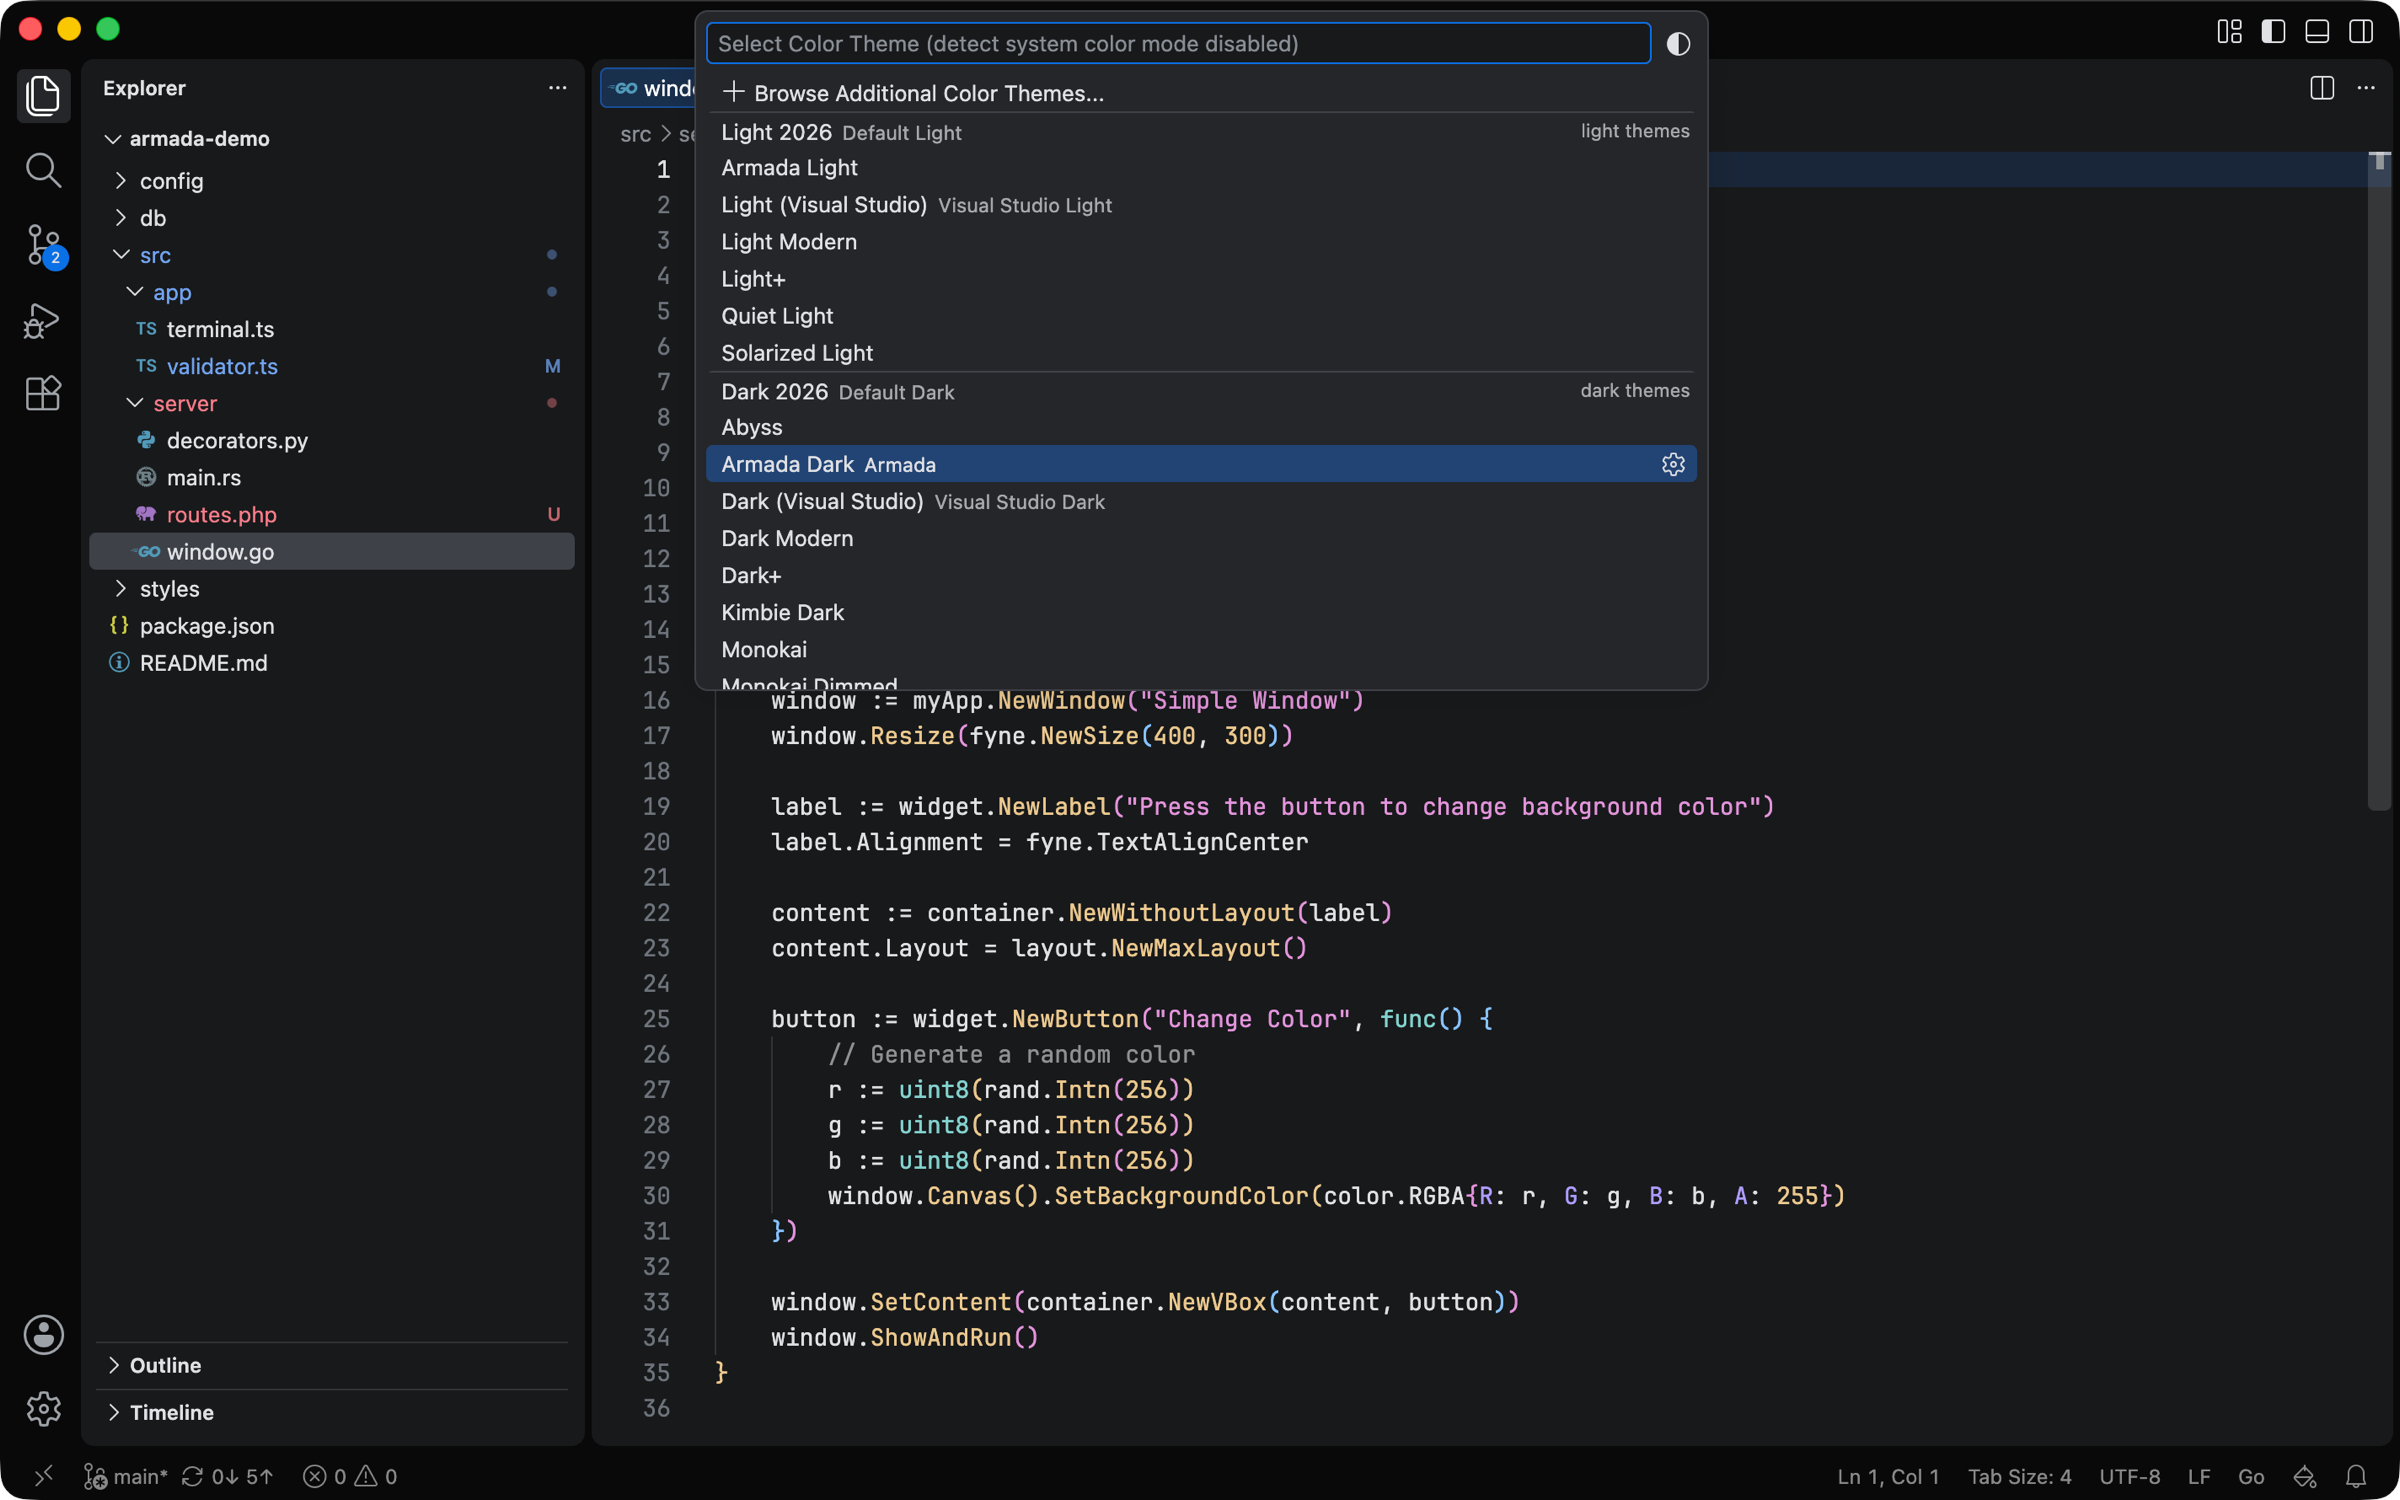 Select Color Theme (detect system color mode disabled)
Browse Additional Color Themes...
Light 2026 Default Light light themes
Armada Light
Light (Visual Studio) Visual Studio Light
Light Modern
Light+
Quiet Light
Solarized Light
Dark 2026 Default Dark dark themes
Abyss
Armada Dark Armada
Dark (Visual Studio) Visual Studio Dark
Dark Modern
Dark+
Kimbie Dark
Monokai
Monokai Dimmed
Explorer
armada-demo
config
db
src
app
TS terminal.ts
TS validator.ts M
server
decorators.py
main.rs
routes.php U
GO window.go
styles
{} package.json
README.md
Outline
Timeline
2
GO
src
1
2
3
4
5
6
7
8
9
10
11
12
13
14
15
16 window := myApp.NewWindow("Simple Window")
17 window.Resize(fyne.NewSize(400, 300))
18
19 label := widget.NewLabel("Press the button to change background color")
20 label.Alignment = fyne.TextAlignCenter
21
22 content := container.NewWithoutLayout(label)
23 content.Layout = layout.NewMaxLayout()
24
25 button := widget.NewButton("Change Color", func() {
26 // Generate a random color
27 r := uint8(rand.Intn(256))
28 g := uint8(rand.Intn(256))
29 b := uint8(rand.Intn(256))
30 window.Canvas().SetBackgroundColor(color.RGBA{R: r, G: g, B: b, A: 255})
31 })
32
33 window.SetContent(container.NewVBox(content, button))
34 window.ShowAndRun()
35 }
36
main* 0↓ 5↑ 0 0
Ln 1, Col 1 Tab Size: 4 UTF-8 LF Go